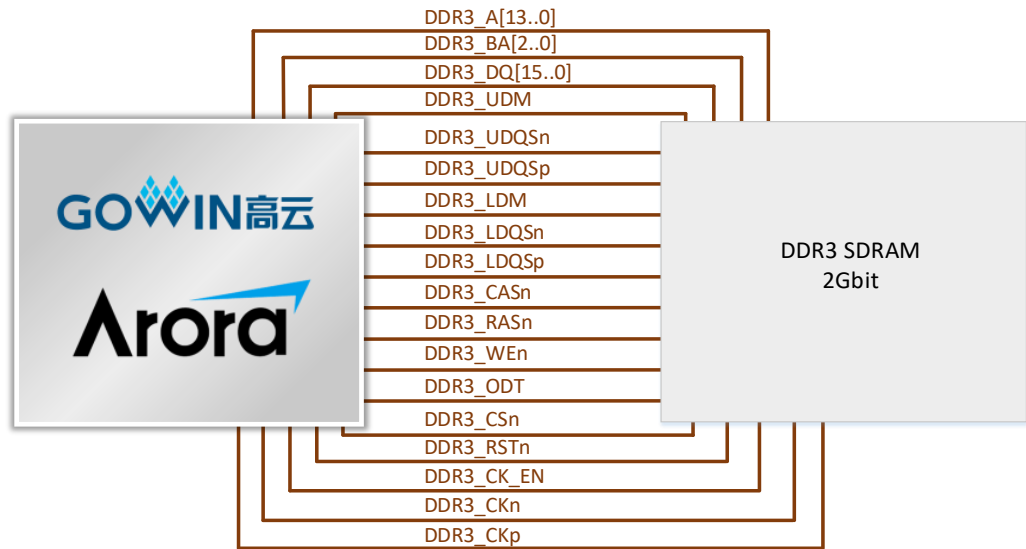 DDR3_A[13..0]
DDR3_BA[2..0]
DDR3_DQ[15..0]
DDR3_UDM
DDR3_UDQSn
DDR3_UDQSp
DDR3_LDM
DDR3_LDQSn
DDR3_LDQSp
DDR3_CASn
DDR3_RASn
DDR3_WEn
DDR3_ODT
DDR3_CSn
DDR3_RSTn
DDR3_CK_EN
DDR3_CKn
DDR3_CKp
GOWIN高云
Arora
DDR3 SDRAM
2Gbit